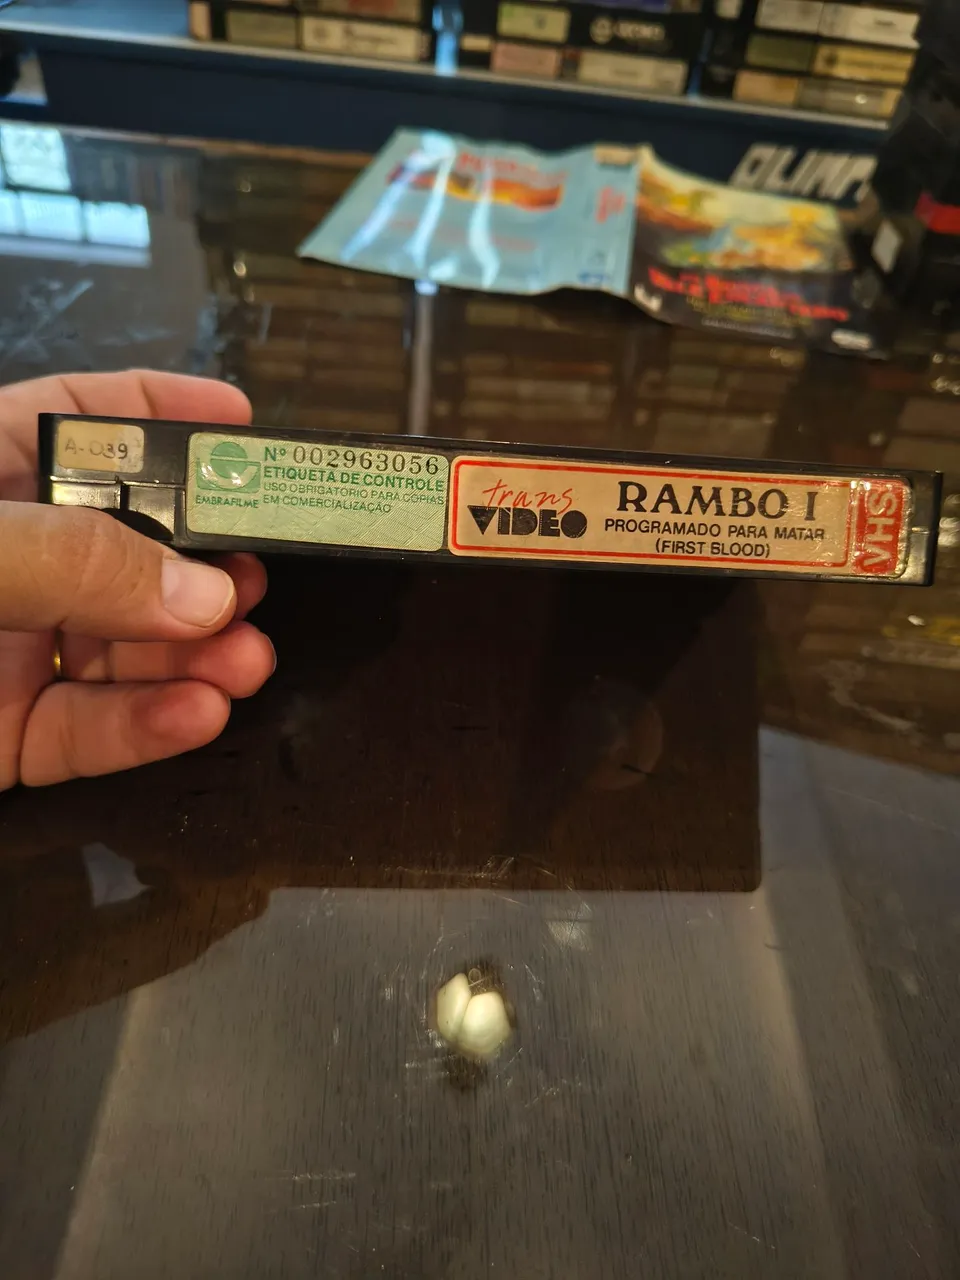 OLIMP
A-039
Nº 002963056
ETIQUETA DE CONTROLE
USO OBRIGATÓRIO PARA CÓPIAS
EM COMERCIALIZAÇÃO
EMBRAFILME
trans
VIDEO
RAMBO I
PROGRAMADO PARA MATAR
(FIRST BLOOD)
VHS